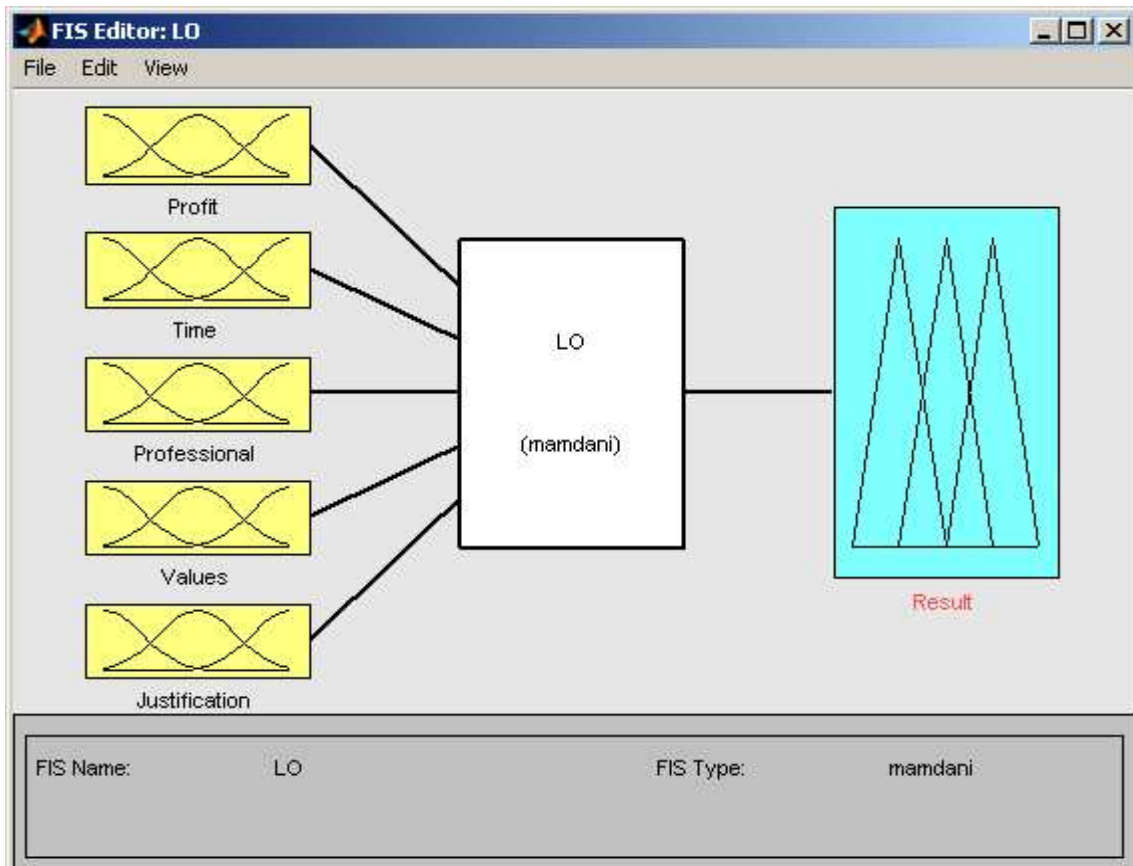 FIS Editor: LO
File Edit View
Profit
Time
Professional
Values
Justification
LO
(mamdani)
Result
FIS Name: LO FIS Type: mamdani